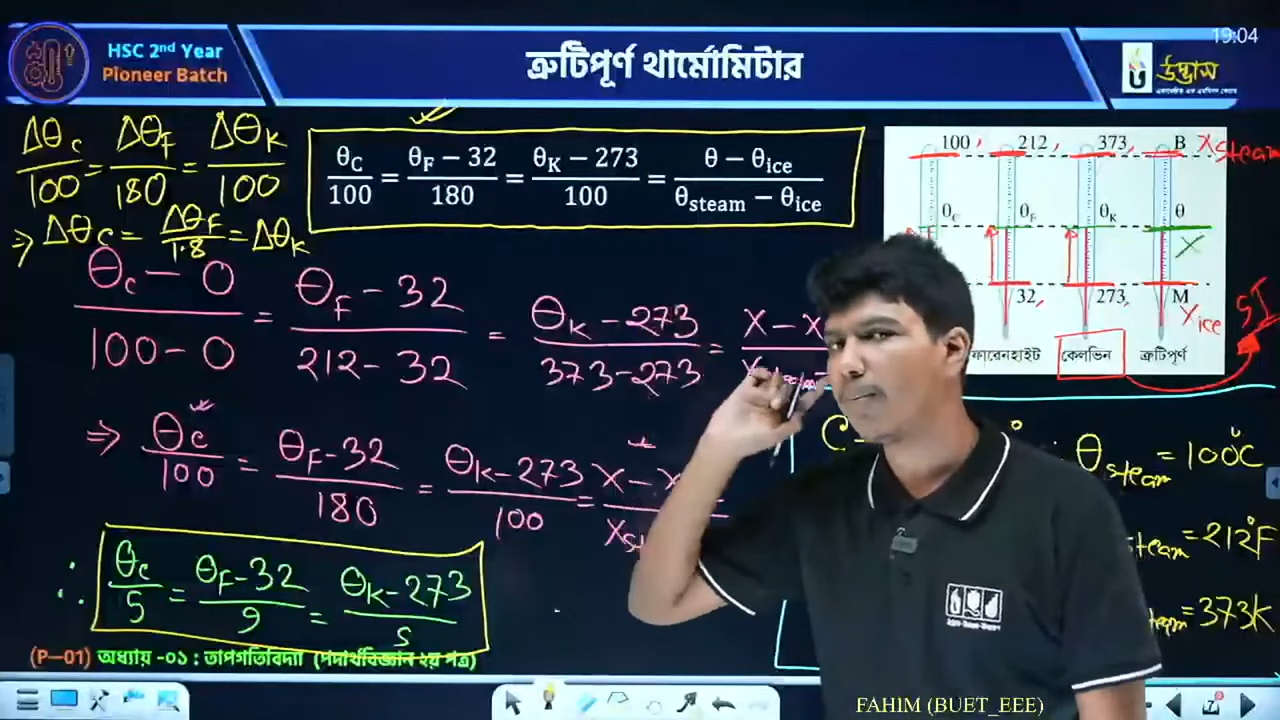 19:04
HSC 2nd Year
Pioneer Batch
ত্রুটিপূর্ণ থার্মোমিটার
উদ্ভাস
Δθc/100 = Δθf/180 = ΔθK/100
⇒ Δθc = Δθf/1.8 = ΔθK
θC/100 = (θF − 32)/180 = (θK − 273)/100 = (θ − θice)/(θsteam − θice)
100, 212, 373, B Xsteam
θC θF θK θ
X
32, 273, M
Xice
SI
ফারেনহাইট কেলভিন ত্রুটিপূর্ণ
(θc − 0)/(100 − 0) = (θF − 32)/(212 − 32) = (θK − 273)/(373 − 273) = X − X
⇒ θc/100 = (θF − 32)/180 = (θK − 273)/100 = X − X
∴ θc/5 = (θF − 32)/9 = (θK − 273)/5
θsteam = 100°C
steam = 212°F
steam = 373K
(P-01) অধ্যায় -০১ : তাপগতিবিদ্যা (পদার্থবিজ্ঞান ২য় পত্র)
FAHIM (BUET_EEE)